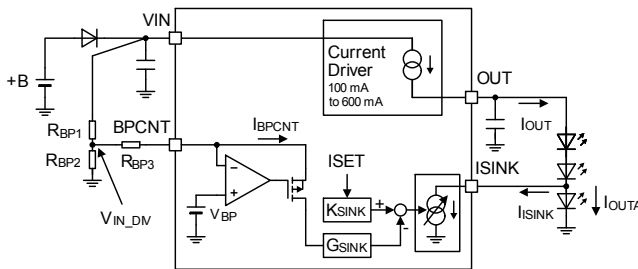 VIN
Current
Driver
100 mA
to 600 mA
+B
OUT
RBP1
BPCNT
IBPCNT
IOUT
RBP2
RBP3
ISET
ISINK
VBP
KSINK
+
-
-
+
VIN_DIV
GSINK
IISINK
IOUTA